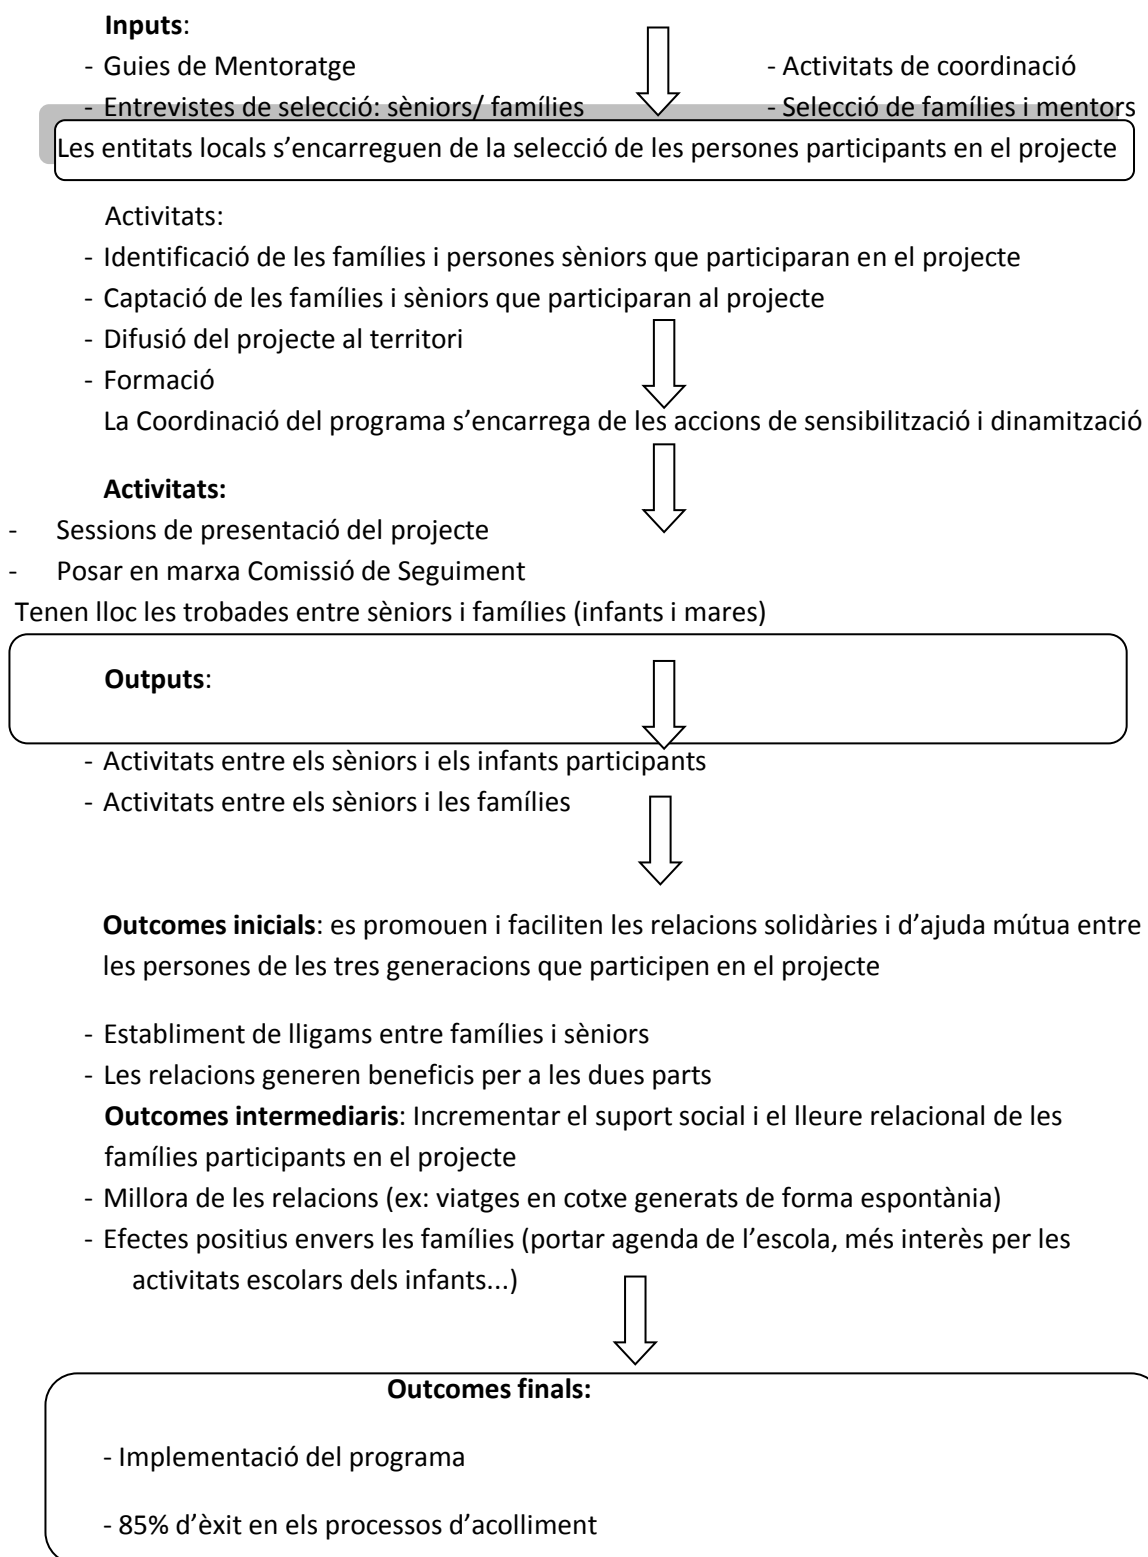 Inputs:
- Guies de Mentoratge - Activitats de coordinació
- Entrevistes de selecció: sèniors/ famílies - Selecció de famílies i mentors
Les entitats locals s’encarreguen de la selecció de les persones participants en el projecte
Activitats:
- Identificació de les famílies i persones sèniors que participaran en el projecte
- Captació de les famílies i sèniors que participaran al projecte
- Difusió del projecte al territori
- Formació
La Coordinació del programa s’encarrega de les accions de sensibilització i dinamització
Activitats:
- Sessions de presentació del projecte
- Posar en marxa Comissió de Seguiment
Tenen lloc les trobades entre sèniors i famílies (infants i mares)
Outputs:
- Activitats entre els sèniors i els infants participants
- Activitats entre els sèniors i les famílies
Outcomes inicials: es promouen i faciliten les relacions solidàries i d’ajuda mútua entre
les persones de les tres generacions que participen en el projecte
- Establiment de lligams entre famílies i sèniors
- Les relacions generen beneficis per a les dues parts
Outcomes intermediaris: Incrementar el suport social i el lleure relacional de les
famílies participants en el projecte
- Millora de les relacions (ex: viatges en cotxe generats de forma espontània)
- Efectes positius envers les famílies (portar agenda de l’escola, més interès per les
activitats escolars dels infants...)
Outcomes finals:
- Implementació del programa
- 85% d’èxit en els processos d’acolliment